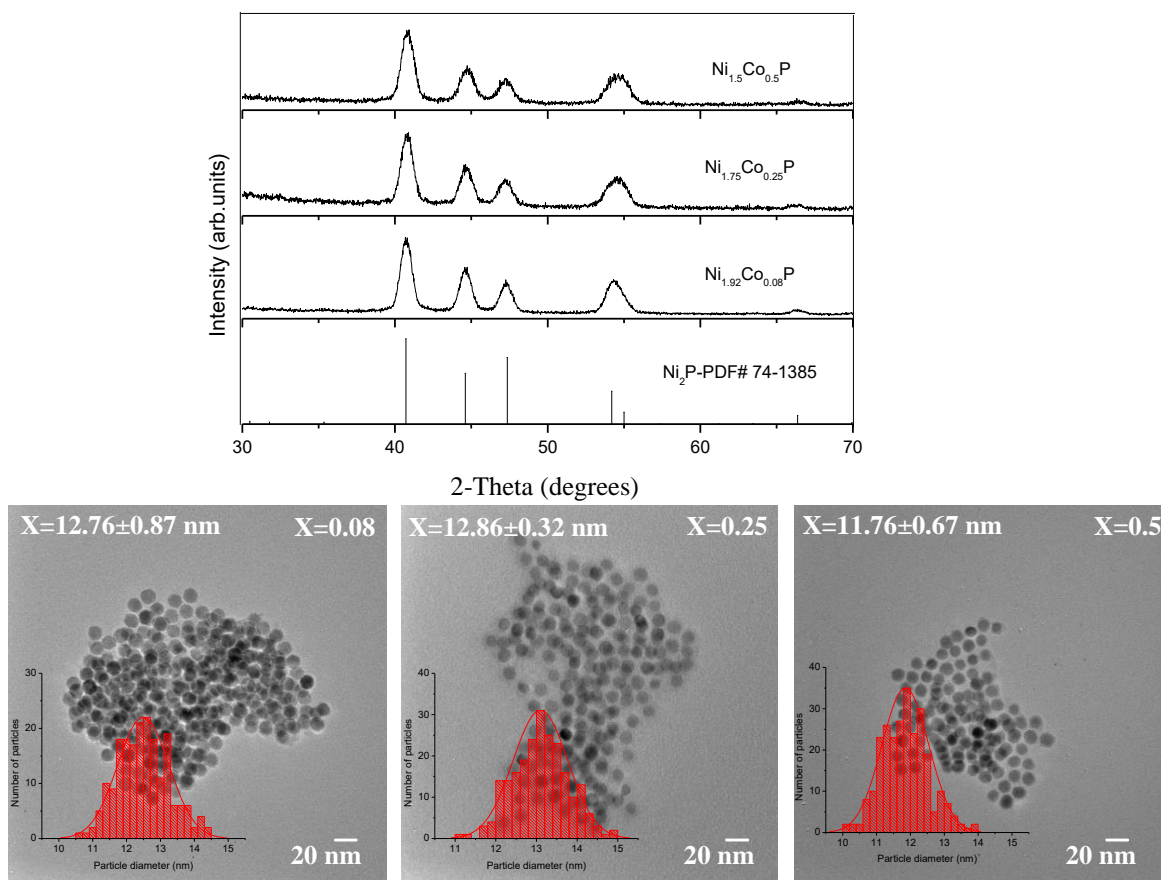 Intensity (arb.units)
Ni1.5Co0.5P
Ni1.75Co0.25P
Ni1.92Co0.08P
Ni2P-PDF# 74-1385
30 40 50 60 70
2-Theta (degrees)
X=12.76±0.87 nm X=0.08
Number of particles
30
20
10
0
10 11 12 13 14 15
Particle diameter (nm)
20 nm
X=12.86±0.32 nm X=0.25
Number of particles
40
30
20
10
0
11 12 13 14 15
Particle diameter (nm)
20 nm
X=11.76±0.67 nm X=0.5
Number of particles
40
30
20
10
0
10 11 12 13 14 15
Particle diameter (nm)
20 nm